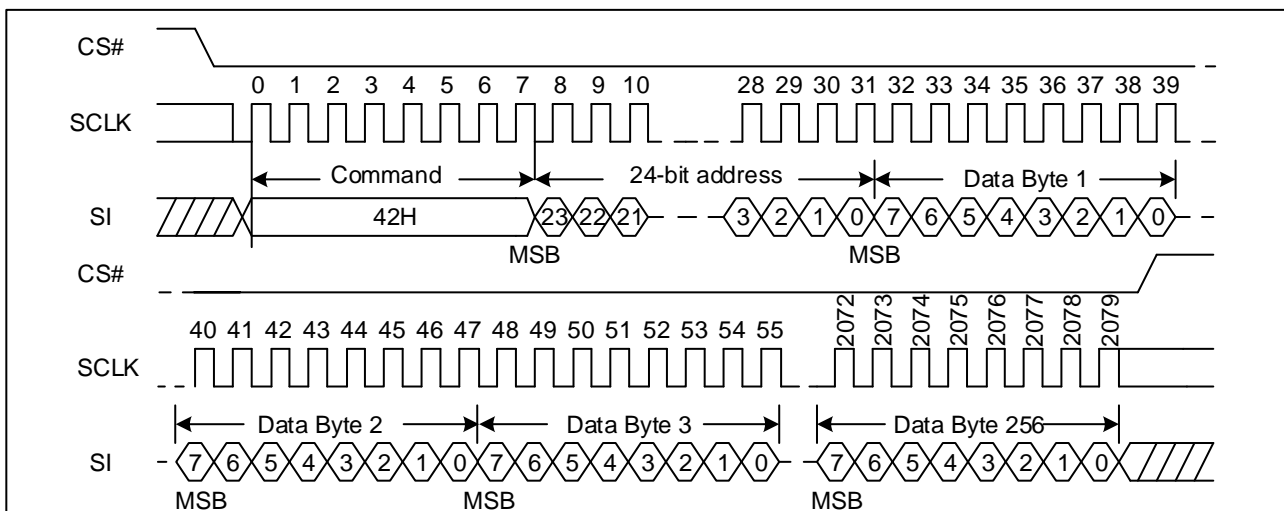 CS#
0 1 2 3 4 5 6 7 8 9 10 28 29 30 31 32 33 34 35 36 37 38 39
SCLK
Command 24-bit address Data Byte 1
SI 42H 23 22 21 3 2 1 0 7 6 5 4 3 2 1 0
MSB MSB
CS#
40 41 42 43 44 45 46 47 48 49 50 51 52 53 54 55 2072 2073 2074 2075 2076 2077 2078 2079
SCLK
Data Byte 2 Data Byte 3 Data Byte 256
SI 7 6 5 4 3 2 1 0 7 6 5 4 3 2 1 0 7 6 5 4 3 2 1 0
MSB MSB MSB